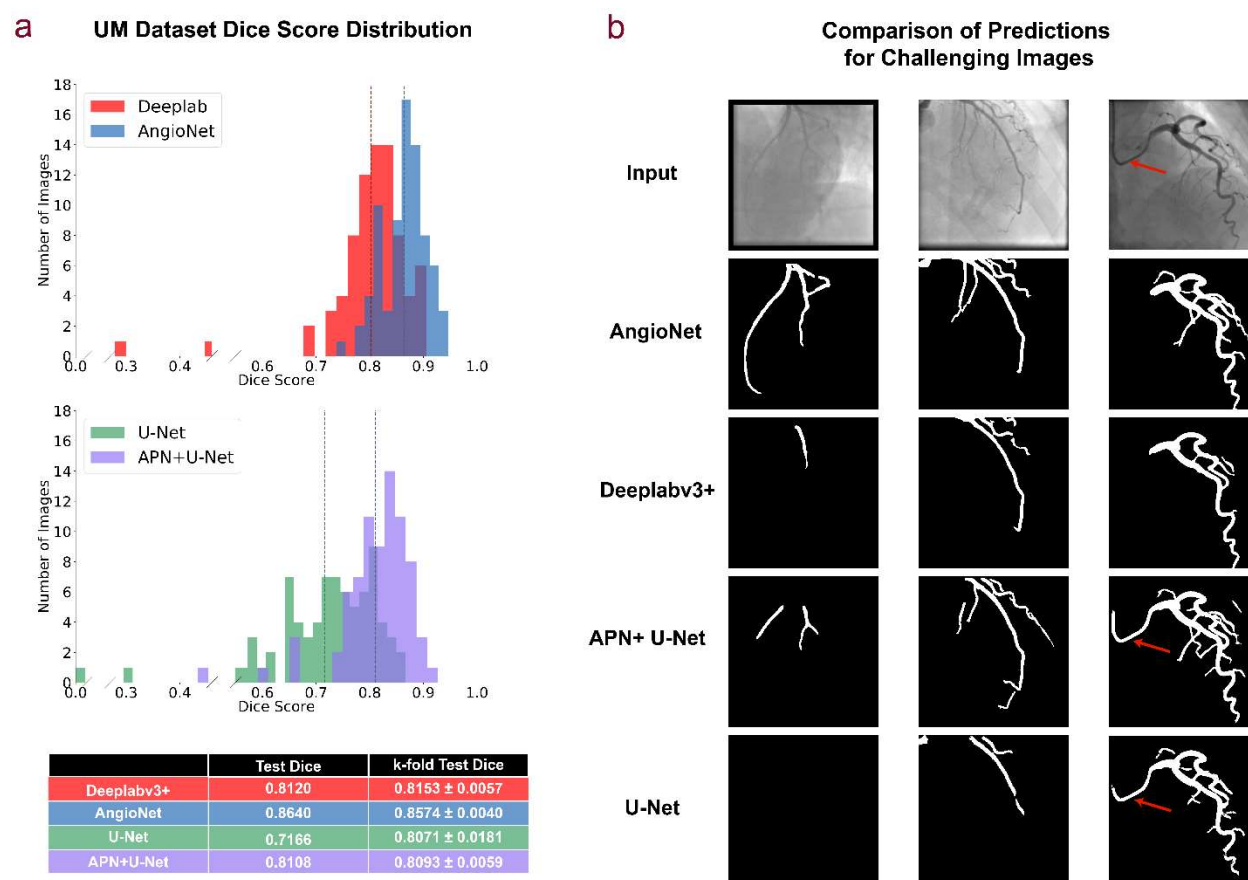 a
UM Dataset Dice Score Distribution
18
16
14
12
10
8
6
4
2
0
Number of Images
Deeplab
AngioNet
0.0
0.3
0.4
0.6
0.7
0.8
0.9
1.0
Dice Score
18
16
14
12
10
8
6
4
2
0
Number of Images
U-Net
APN+U-Net
0.0
0.3
0.4
0.6
0.7
0.8
0.9
1.0
Dice Score
Test Dice k-fold Test Dice
Deeplabv3+ 0.8120 0.8153 ± 0.0057
AngioNet 0.8640 0.8574 ± 0.0040
U-Net 0.7166 0.8071 ± 0.0181
APN+U-Net 0.8108 0.8093 ± 0.0059
b
Comparison of Predictions
for Challenging Images
Input
AngioNet
Deeplabv3+
APN+ U-Net
U-Net